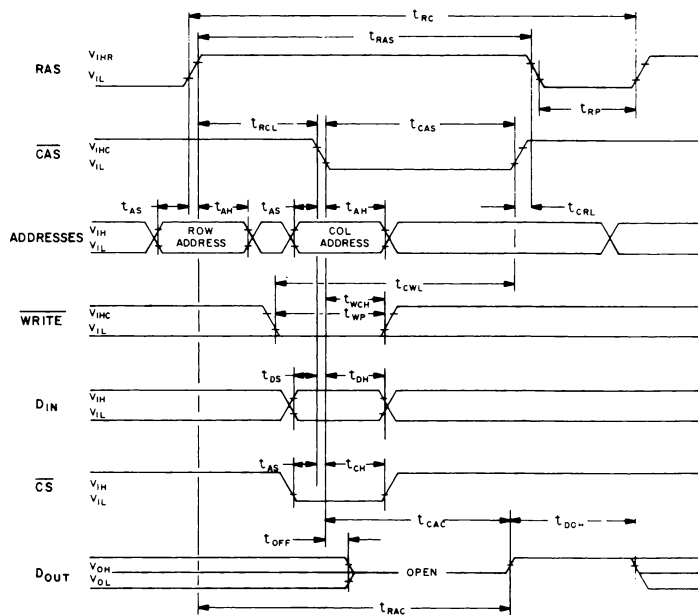 tRC
tRAS
RAS
VIHR
VIL
tRP
tRCL
tCAS
CAS
VIHC
VIL
tAS
tAH
tAS
tAH
tCRL
ADDRESSES
VIH
VIL
ROW ADDRESS
COL ADDRESS
tCWL
tWCH
tWP
WRITE
VIHC
VIL
tDS
tDH
DIN
VIH
VIL
tAS
tCH
CS
VIH
VIL
tCAC
tDOH
tOFF
DOUT
VOH
VOL
OPEN
tRAC